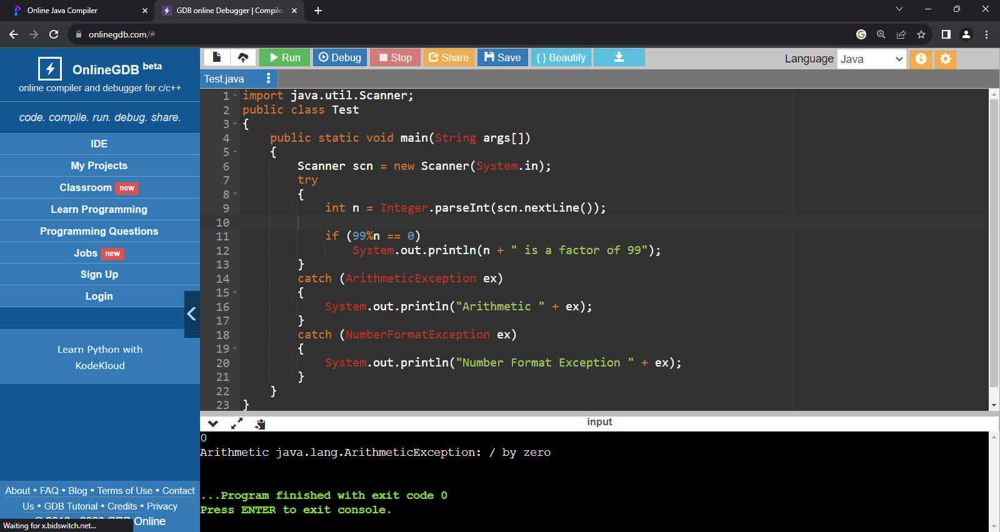 Online Java Compiler
GDB online Debugger | Compile
onlinegdb.com/#
OnlineGDB beta
online compiler and debugger for c/c++
code. compile. run. debug. share.
IDE
My Projects
Classroom new
Learn Programming
Programming Questions
Jobs new
Sign Up
Login
Learn Python with
KodeKloud
About • FAQ • Blog • Terms of Use • Contact
Us • GDB Tutorial • Credits • Privacy
GDB Online
Waiting for x.bidswitch.net...
Run Debug Stop Share Save { } Beautify Language Java
Test.java
1 import java.util.Scanner;
2 public class Test
3 {
4 public static void main(String args[])
5 {
6 Scanner scn = new Scanner(System.in);
7 try
8 {
9 int n = Integer.parseInt(scn.nextLine());
10
11 if (99%n == 0)
12 System.out.println(n + " is a factor of 99");
13 }
14 catch (ArithmeticException ex)
15 {
16 System.out.println("Arithmetic " + ex);
17 }
18 catch (NumberFormatException ex)
19 {
20 System.out.println("Number Format Exception " + ex);
21 }
22 }
23 }
input
0
Arithmetic java.lang.ArithmeticException: / by zero
...Program finished with exit code 0
Press ENTER to exit console.